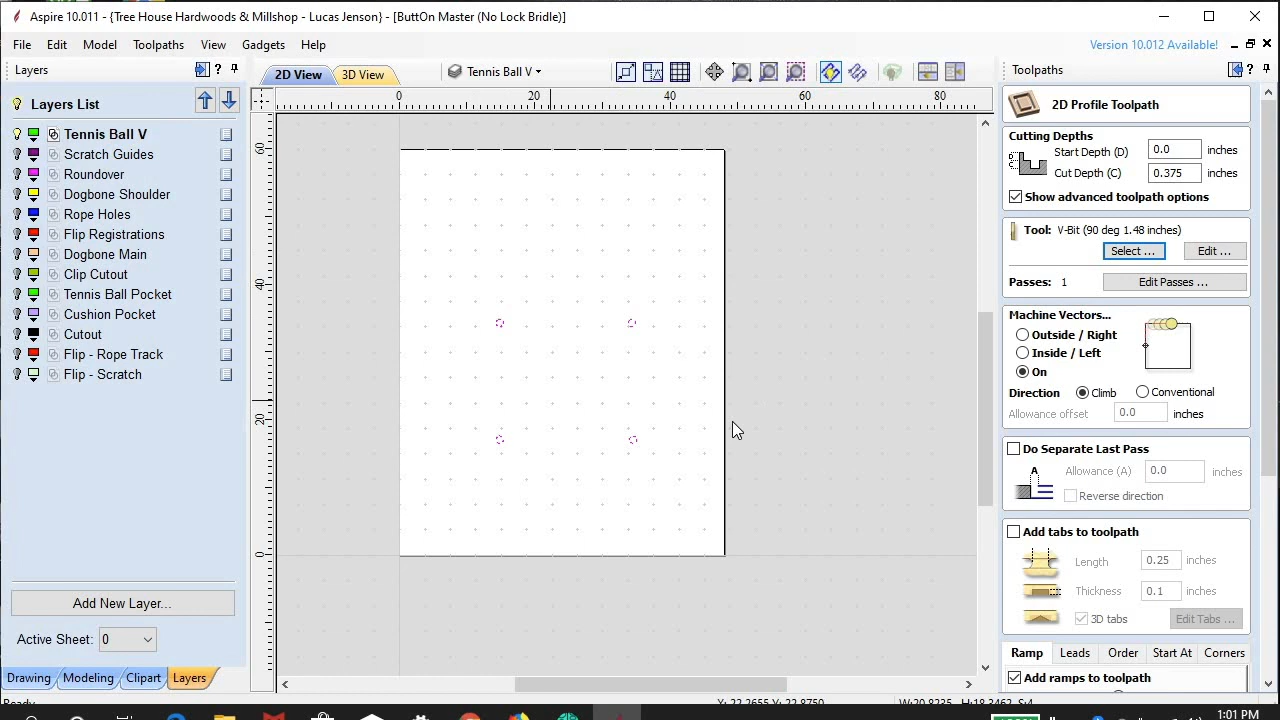 Aspire 10.011 - {Tree House Hardwoods & Millshop - Lucas Jenson} - [ButtOn Master (No Lock Bridle)]
File Edit Model Toolpaths View Gadgets Help
Version 10.012 Available!
Layers
Layers List
Tennis Ball V
Scratch Guides
Roundover
Dogbone Shoulder
Rope Holes
Flip Registrations
Dogbone Main
Clip Cutout
Tennis Ball Pocket
Cushion Pocket
Cutout
Flip - Rope Track
Flip - Scratch
Add New Layer...
Active Sheet: 0
Drawing Modeling Clipart Layers
2D View 3D View
Tennis Ball V
0 20 40 60 80
60
40
20
0
Toolpaths
2D Profile Toolpath
Cutting Depths
Start Depth (D) 0.0 inches
Cut Depth (C) 0.375 inches
Show advanced toolpath options
Tool: V-Bit (90 deg 1.48 inches)
Select ... Edit ...
Passes: 1 Edit Passes ...
Machine Vectors...
Outside / Right
Inside / Left
On
Direction Climb Conventional
Allowance offset 0.0 inches
Do Separate Last Pass
A Allowance (A) 0.0 inches
Reverse direction
Add tabs to toolpath
Length 0.25 inches
Thickness 0.1 inches
3D tabs Edit Tabs ...
Ramp Leads Order Start At Corners
Add ramps to toolpath
1:01 PM